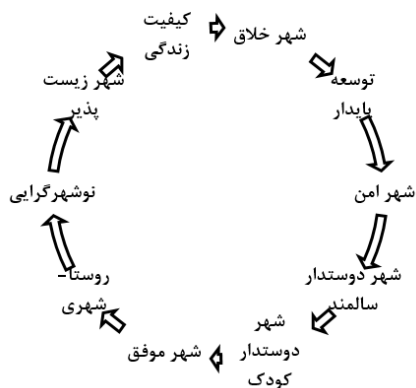 کیفیت
زندگی
شهر خلاق
توسعه
پایدار
شهر امن
شهر دوستدار
سالمند
شهر
دوستدار
کودک
شهر موفق
روستا-
شهری
نوشهرگرایی
شهر زیست
پذیر